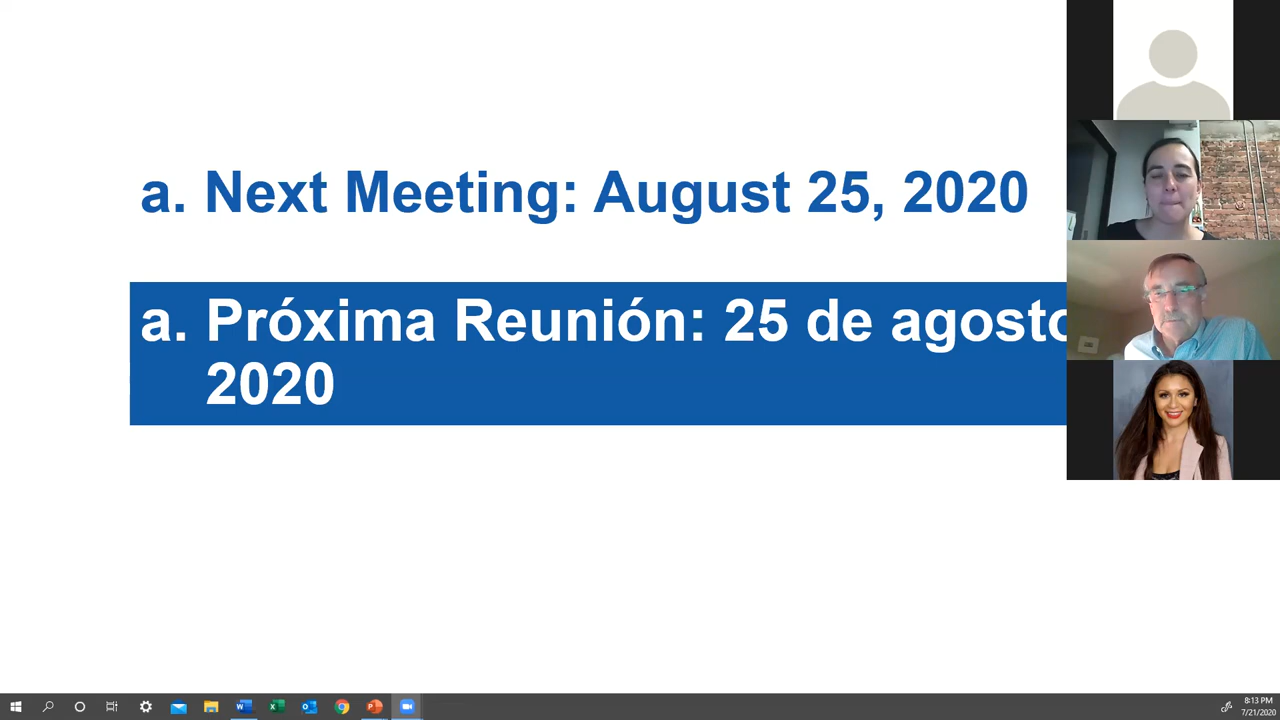 a. Next Meeting: August 25, 2020
a. Próxima Reunión: 25 de agosto
2020
8:13 PM
7/21/2020